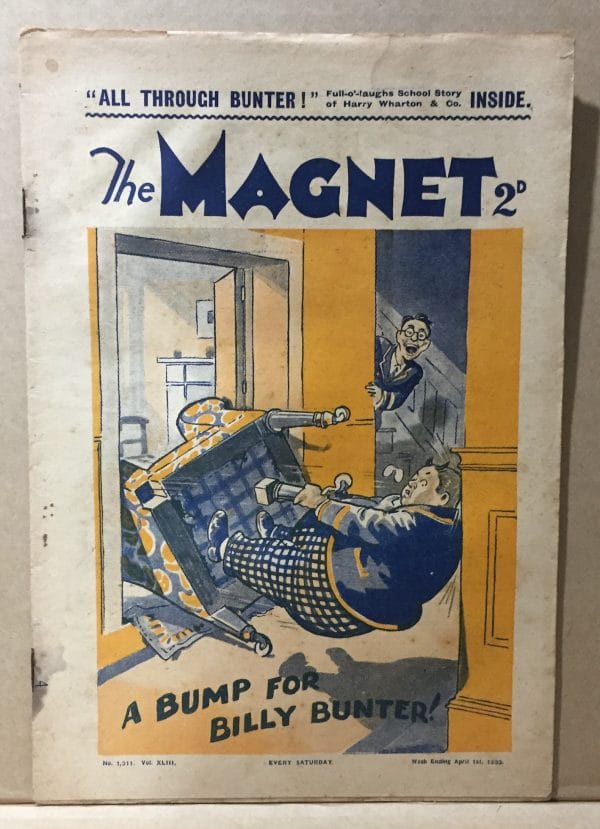 "ALL THROUGH BUNTER!" Full-o'-laughs School Story of Harry Wharton & Co. INSIDE.
The MAGNET 2D
A BUMP FOR
BILLY BUNTER!
No. 1,311. Vol. XLIII. EVERY SATURDAY. Week Ending April 1st, 1933.